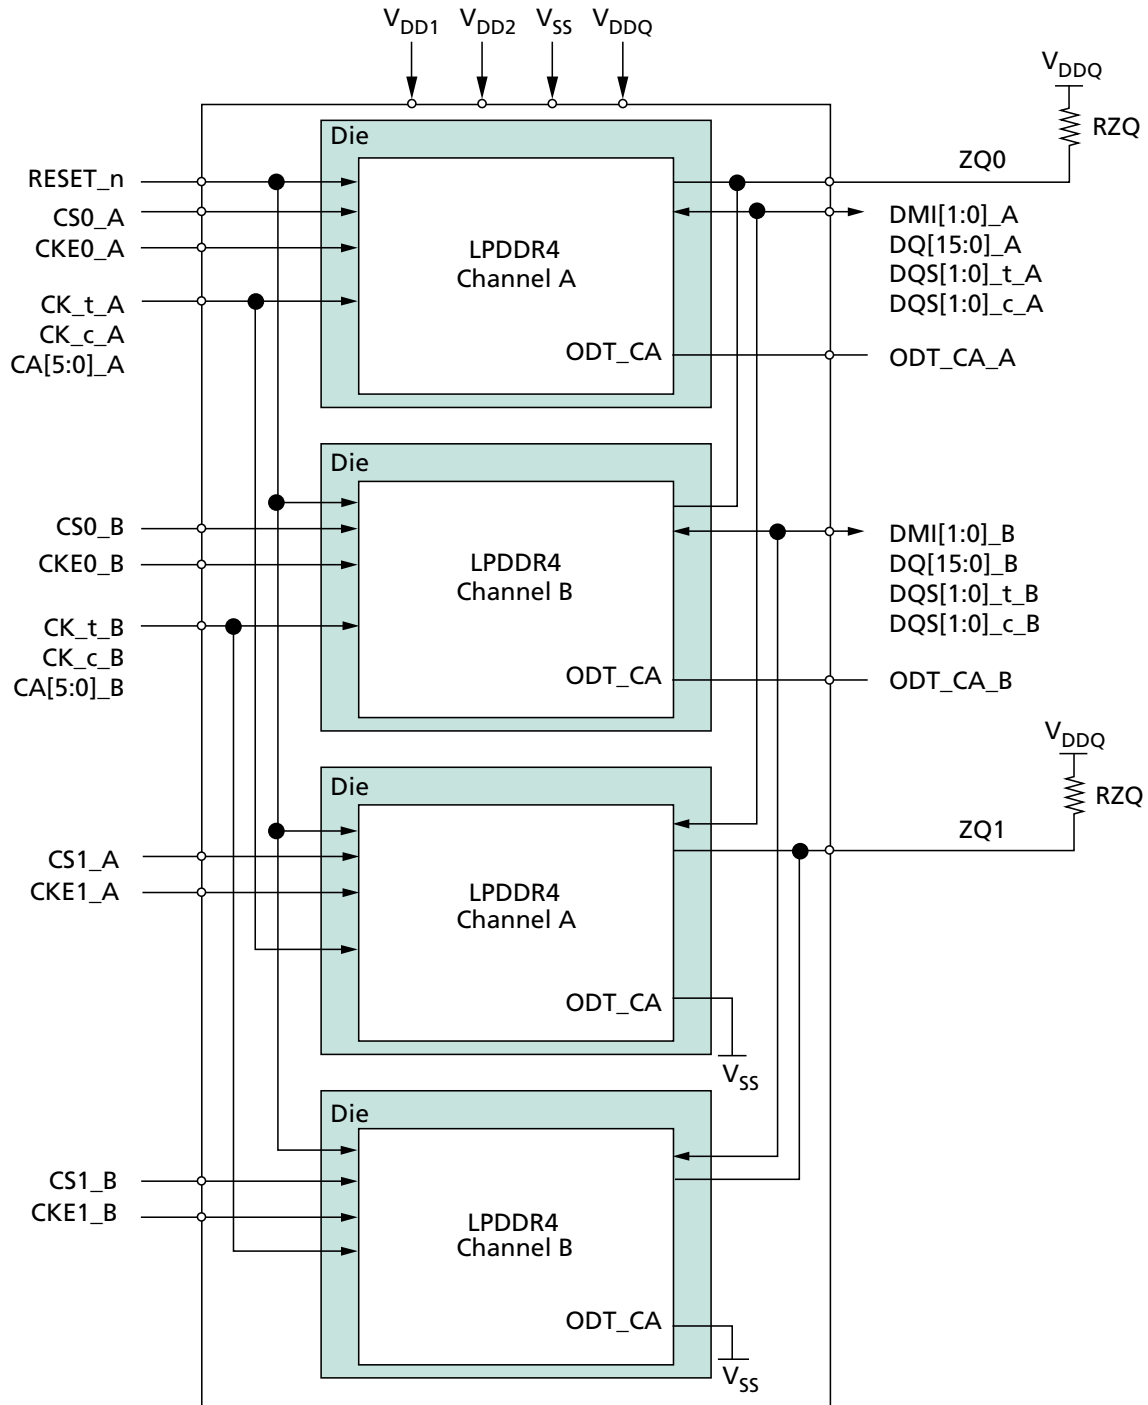 VDD1 VDD2 VSS VDDQ
VDDQ
RZQ
Die
ZQ0
RESET_n
CS0_A
CKE0_A
CK_t_A
CK_c_A
CA[5:0]_A
LPDDR4
Channel A
ODT_CA
DMI[1:0]_A
DQ[15:0]_A
DQS[1:0]_t_A
DQS[1:0]_c_A
ODT_CA_A
Die
CS0_B
CKE0_B
CK_t_B
CK_c_B
CA[5:0]_B
LPDDR4
Channel B
ODT_CA
DMI[1:0]_B
DQ[15:0]_B
DQS[1:0]_t_B
DQS[1:0]_c_B
ODT_CA_B
VDDQ
RZQ
Die
ZQ1
CS1_A
CKE1_A
LPDDR4
Channel A
ODT_CA
VSS
Die
CS1_B
CKE1_B
LPDDR4
Channel B
ODT_CA
VSS